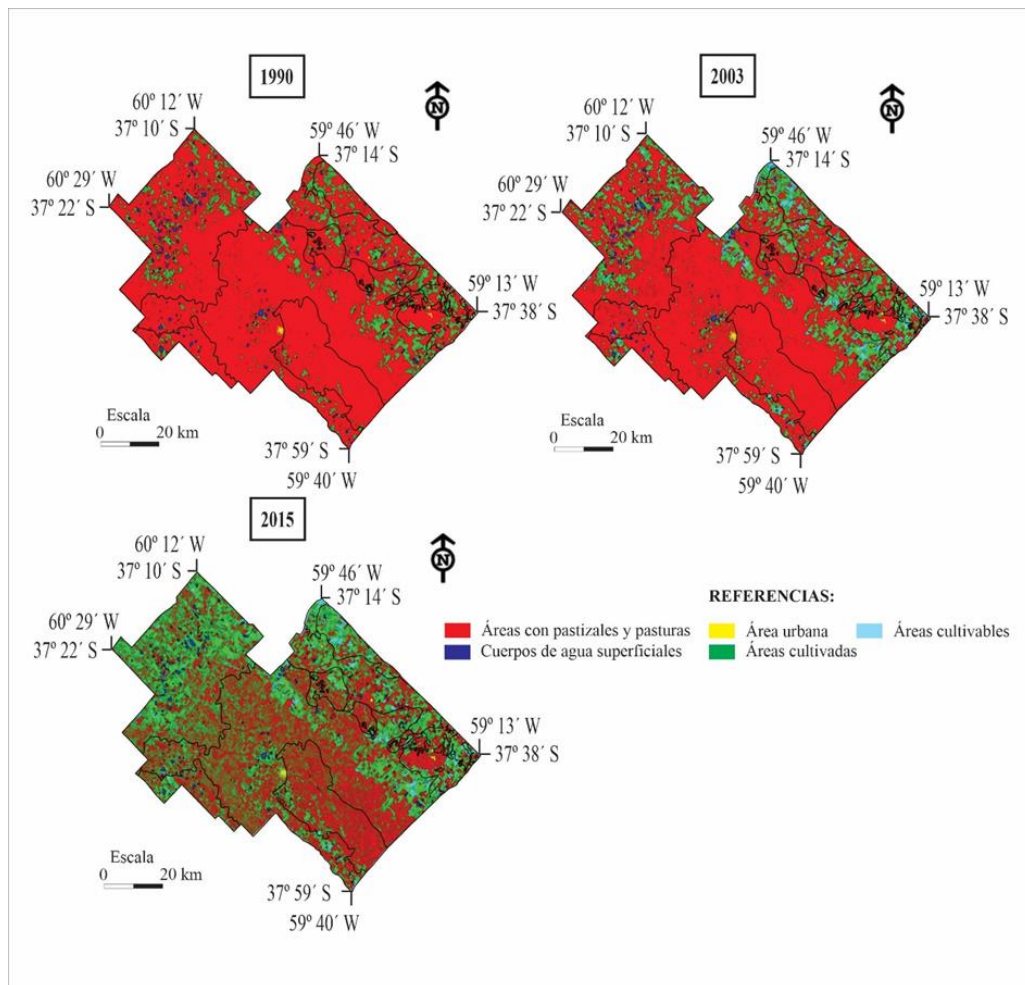 1990
60º 12´ W
37º 10´ S
N
59º 46´ W
37º 14´ S
60º 29´ W
37º 22´ S
59º 13´ W
37º 38´ S
Escala
0 20 km
37º 59´ S
59º 40´ W
2003
60º 12´ W
37º 10´ S
N
59º 46´ W
37º 14´ S
60º 29´ W
37º 22´ S
59º 13´ W
37º 38´ S
Escala
0 20 km
37º 59´ S
59º 40´ W
2015
60º 12´ W
37º 10´ S
N
59º 46´ W
37º 14´ S
60º 29´ W
37º 22´ S
59º 13´ W
37º 38´ S
Escala
0 20 km
37º 59´ S
59º 40´ W
REFERENCIAS:
Áreas con pastizales y pasturas
Área urbana
Áreas cultivables
Cuerpos de agua superficiales
Áreas cultivadas